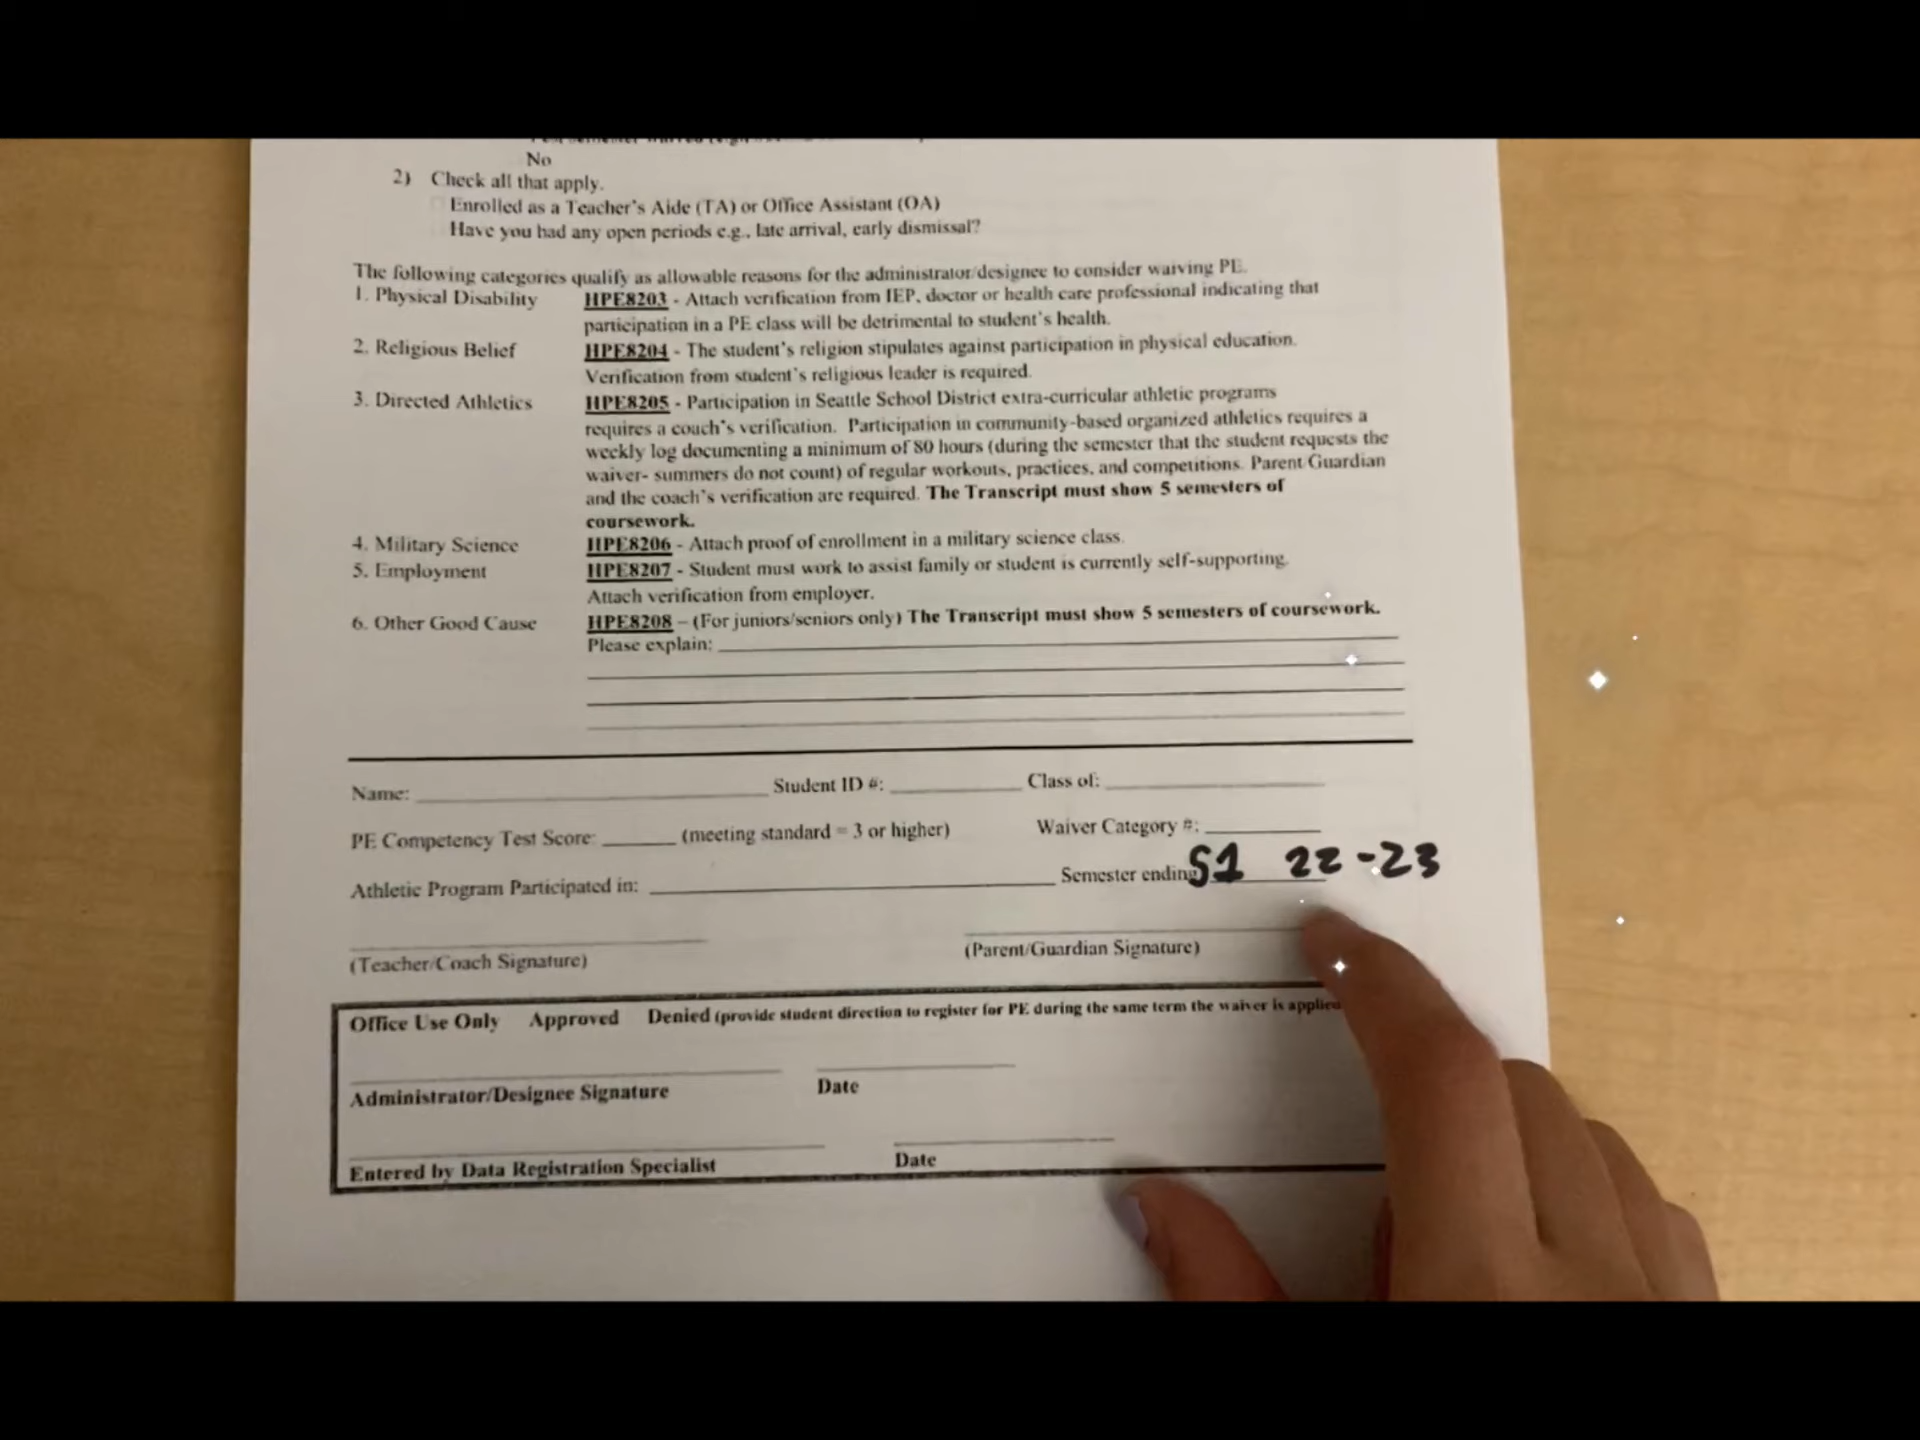 No
2) Check all that apply.
Enrolled as a Teacher's Aide (TA) or Office Assistant (OA)
Have you had any open periods e.g., late arrival, early dismissal?
The following categories qualify as allowable reasons for the administrator/designee to consider waiving PE.
1. Physical Disability HPE8203 - Attach verification from IEP, doctor or health care professional indicating that
participation in a PE class will be detrimental to student's health.
2. Religious Belief HPE8204 - The student's religion stipulates against participation in physical education.
Verification from student's religious leader is required.
3. Directed Athletics HPE8205 - Participation in Seattle School District extra-curricular athletic programs
requires a coach's verification. Participation in community-based organized athletics requires a
weekly log documenting a minimum of 80 hours (during the semester that the student requests the
waiver- summers do not count) of regular workouts, practices, and competitions. Parent/Guardian
and the coach's verification are required. The Transcript must show 5 semesters of
coursework.
4. Military Science HPE8206 - Attach proof of enrollment in a military science class.
5. Employment HPE8207 - Student must work to assist family or student is currently self-supporting.
Attach verification from employer.
6. Other Good Cause HPE8208 – (For juniors/seniors only) The Transcript must show 5 semesters of coursework.
Please explain:
Name: Student ID #: Class of:
PE Competency Test Score: (meeting standard = 3 or higher) Waiver Category #:
Athletic Program Participated in: Semester ending S1 22-23
(Teacher/Coach Signature) (Parent/Guardian Signature)
Office Use Only Approved Denied (provide student direction to register for PE during the same term the waiver is applied
Administrator/Designee Signature Date
Entered by Data Registration Specialist Date